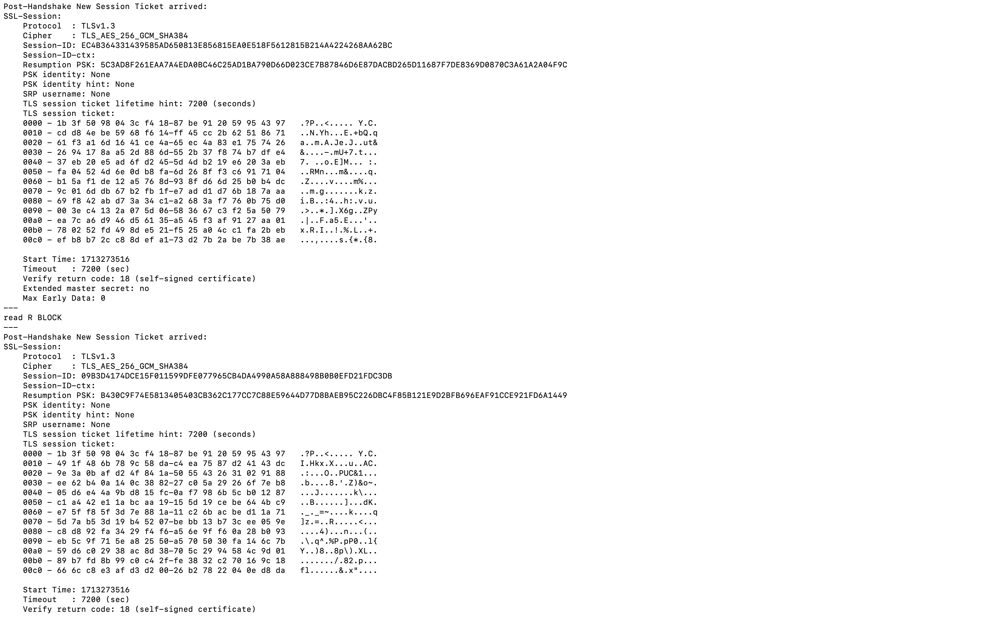 Post-Handshake New Session Ticket arrived:
SSL-Session:
    Protocol  : TLSv1.3
    Cipher    : TLS_AES_256_GCM_SHA384
    Session-ID: EC4B364331439585AD650813E856815EA0E518F5612815B214A4224268AA62BC
    Session-ID-ctx:
    Resumption PSK: 5C3AD8F261EAA7A4EDA0BC46C25AD1BA790D66D023CE7B87846D6E87DACBD265D11687F7DE8369D0870C3A61A2A04F9C
    PSK identity: None
    PSK identity hint: None
    SRP username: None
    TLS session ticket lifetime hint: 7200 (seconds)
    TLS session ticket:
    0000 - 1b 3f 50 98 04 3c f4 18-87 be 91 20 59 95 43 97   .?P..<..... Y.C.
    0010 - cd d8 4e be 59 68 f6 14-ff 45 cc 2b 62 51 86 71   ..N.Yh...E.+bQ.q
    0020 - 61 f3 a1 6d 16 41 ce 4a-65 ec 4a 83 e1 75 74 26   a..m.A.Je.J..ut&
    0030 - 26 94 17 8a a5 2d 88 6d-55 2b 37 f8 74 b7 df e4   &....-.mU+7.t...
    0040 - 37 eb 20 e5 ad 6f d2 45-5d 4d b2 19 e6 20 3a eb   7. ..o.E]M... :.
    0050 - fa 04 52 4d 6e 0d b8 fa-6d 26 8f f3 c6 91 71 04   ..RMn...m&....q.
    0060 - b1 5a f1 de 12 a5 76 8d-93 8f d6 6d 25 b0 b4 dc   .Z....v....m%...
    0070 - 9c 01 6d db 67 b2 fb 1f-e7 ad d1 d7 6b 18 7a aa   ..m.g.......k.z.
    0080 - 69 f8 42 ab d7 3a 34 c1-a2 68 3a f7 76 0b 75 d0   i.B..:4..h:.v.u.
    0090 - 00 3e c4 13 2a 07 5d 06-58 36 67 c3 f2 5a 50 79   .>..*.].X6g..ZPy
    00a0 - ea 7c a6 d9 46 d5 61 35-a5 45 f3 af 91 27 aa 01   .|..F.a5.E...'..
    00b0 - 78 02 52 fd 49 8d e5 21-f5 25 a0 4c c1 fa 2b eb   x.R.I..!.%.L..+.
    00c0 - ef b8 b7 2c c8 8d ef a1-73 d2 7b 2a be 7b 38 ae   ...,....s.{*.{8.

    Start Time: 1713273516
    Timeout   : 7200 (sec)
    Verify return code: 18 (self-signed certificate)
    Extended master secret: no
    Max Early Data: 0
---
read R BLOCK
---
Post-Handshake New Session Ticket arrived:
SSL-Session:
    Protocol  : TLSv1.3
    Cipher    : TLS_AES_256_GCM_SHA384
    Session-ID: 09B3D4174DCE15F011599DFE077965CB4DA4990A58A888498B0B0EFD21FDC3DB
    Session-ID-ctx:
    Resumption PSK: B430C9F74E5813405403CB362C177CC7C88E59644D77D8BAEB95C226DBC4F85B121E9D2BFB696EAF91CCE921FD6A1449
    PSK identity: None
    PSK identity hint: None
    SRP username: None
    TLS session ticket lifetime hint: 7200 (seconds)
    TLS session ticket:
    0000 - 1b 3f 50 98 04 3c f4 18-87 be 91 20 59 95 43 97   .?P..<..... Y.C.
    0010 - 49 1f 48 6b 78 9c 58 da-c4 ea 75 87 d2 41 43 dc   I.Hkx.X...u..AC.
    0020 - 9e 3a 0b af d2 4f 84 1a-50 55 43 26 31 02 91 88   .:...O..PUC&1...
    0030 - ee 62 b4 0a 14 0c 38 82-27 c0 5a 29 26 6f 7e b8   .b....8.'.Z)&o~.
    0040 - 05 d6 e4 4a 9b d8 15 fc-0a f7 98 6b 5c b0 12 87   ...J.......k\...
    0050 - c1 a4 42 e1 1a bc aa 19-15 5d 19 ce be 64 4b c9   ..B......]...dK.
    0060 - e7 5f f8 5f 3d 7e 88 1a-11 c2 6b ac be d1 1a 71   ._._=~....k....q
    0070 - 5d 7a b5 3d 19 b4 52 07-be bb 13 b7 3c ee 05 9e   ]z.=..R.....<...
    0080 - c8 d8 92 fa 34 29 f4 f6-a5 6e 9f f6 0a 28 b0 93   ....4)...n...(..
    0090 - eb 5c 9f 71 5e a8 25 50-a5 70 50 30 fa 14 6c 7b   .\.q^.%P.pP0..l{
    00a0 - 59 d6 c0 29 38 ac 8d 38-70 5c 29 94 58 4c 9d 01   Y..)8..8p\).XL..
    00b0 - 89 b7 fd 8b 99 c0 c4 2f-fe 38 32 c2 70 16 9c 18   ......./.82.p...
    00c0 - 66 6c c8 e3 af d3 d2 00-26 b2 78 22 04 0e d8 da   fl......&.x"....

    Start Time: 1713273516
    Timeout   : 7200 (sec)
    Verify return code: 18 (self-signed certificate)